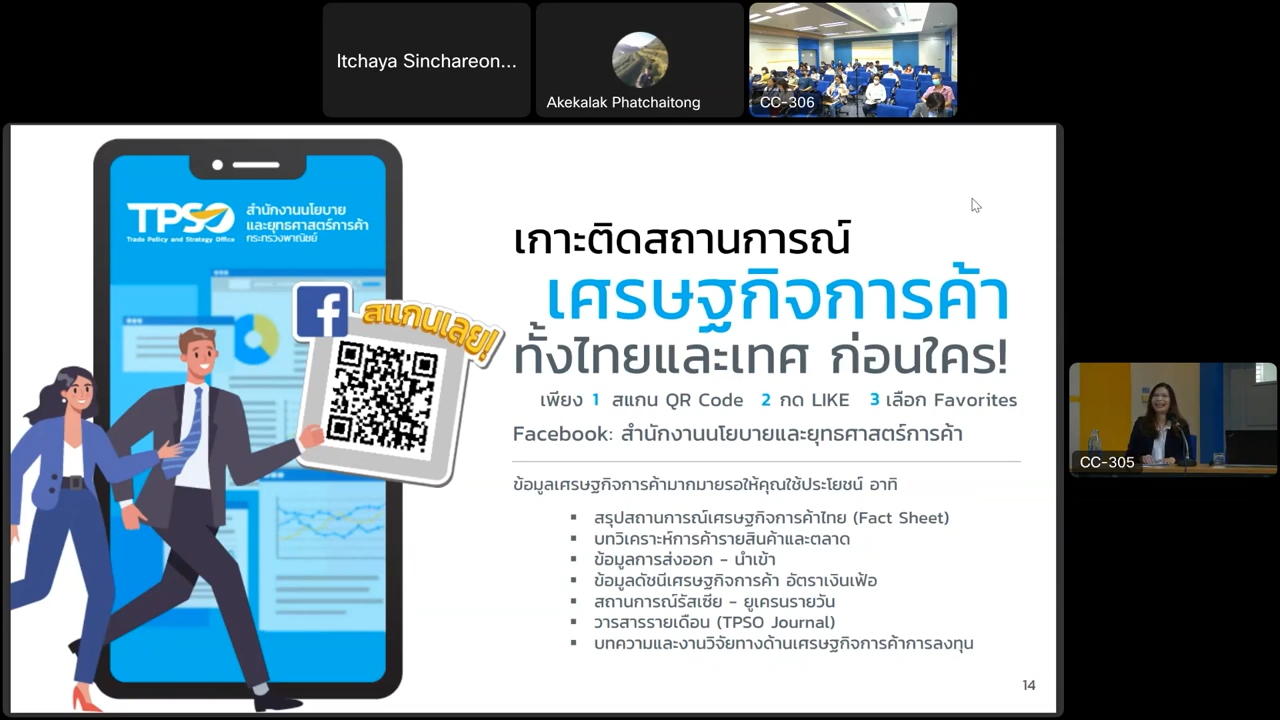 Itchaya Sinchareon...
Akekalak Phatchaitong
CC-306
TPSO
Trade Policy and Strategy Office
สำนักงานนโยบาย
และยุทธศาสตร์การค้า
กระทรวงพาณิชย์
สแกนเลย!
เกาะติดสถานการณ์
เศรษฐกิจการค้า
ทั้งไทยและเทศ ก่อนใคร!
เพียง 1 สแกน QR Code 2 กด LIKE 3 เลือก Favorites
Facebook: สำนักงานนโยบายและยุทธศาสตร์การค้า
ข้อมูลเศรษฐกิจการค้ามากมายรอให้คุณใช้ประโยชน์ อาทิ
▪ สรุปสถานการณ์เศรษฐกิจการค้าไทย (Fact Sheet)
▪ บทวิเคราะห์การค้ารายสินค้าและตลาด
▪ ข้อมูลการส่งออก - นำเข้า
▪ ข้อมูลดัชนีเศรษฐกิจการค้า อัตราเงินเฟ้อ
▪ สถานการณ์รัสเซีย - ยูเครนรายวัน
▪ วารสารรายเดือน (TPSO Journal)
▪ บทความและงานวิจัยทางด้านเศรษฐกิจการค้าการลงทุน
14
CC-305